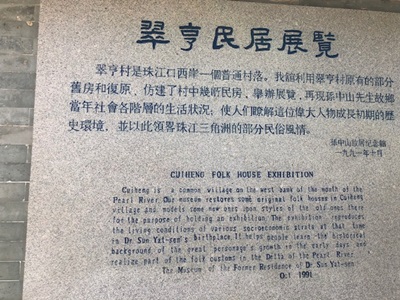 翠亨民居展覽
翠亨村是珠江口西岸一個普通村落。我館利用翠亨村原有的部分
舊房和復原、仿建了村中幾所民房，舉辦展覽，再現孫中山先生故鄉
當年社會各階層的生活狀況；使人們瞭解這位偉大人物成長初期的歷
史環境，並以此領畧珠江三角洲的部分民俗風情。
孫中山故居紀念館
一九九一年十月
CUIHENG FOLK HOUSE EXHIBITION
Cuiheng is a common village on the west bank of the mouth of the
Pearl River. Our museum restores some original folk houses in Cuiheng
village and models some new ones upon styles of the old ones there
for the purpose of holding an exhibition. The exhibition reproduces
the living conditions of various socioeconomic strata at that time
in Dr Sun Yat-sen's birthplace. It helps people learn the historical
background of the great personage's growth in the early days and
realize part of the folk customs in the Delta of the Pearl River.
The Museum of the Former Residence of Dr Sun Yat-sen
Oct 1991